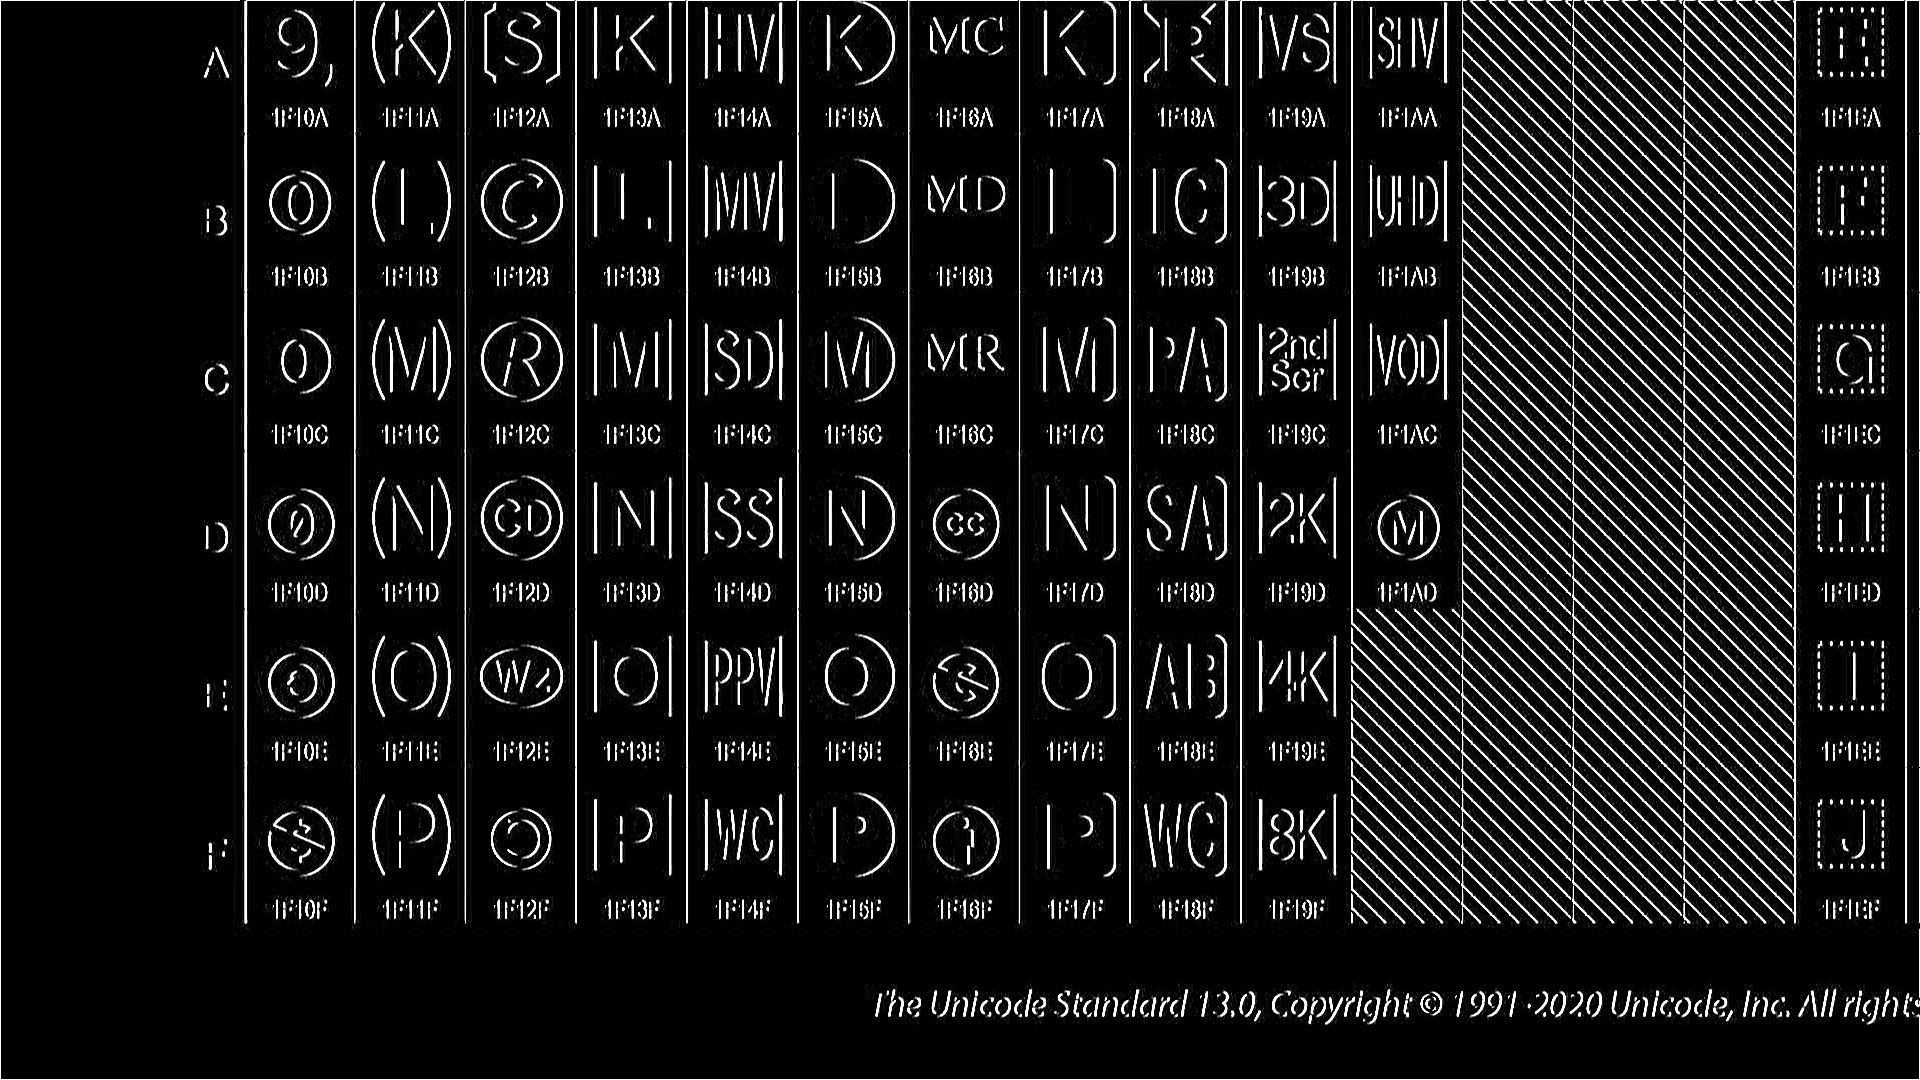 A 9, (K) [S] K HV K MC K R VS SHV E
1F10A 1F11A 1F12A 1F13A 1F14A 1F15A 1F16A 1F17A 1F18A 1F19A 1F1AA 1F1EA
B 0 (L) C L MV L MD L IC 3D UHD F
1F10B 1F11B 1F12B 1F13B 1F14B 1F15B 1F16B 1F17B 1F18B 1F19B 1F1AB 1F1EB
C 0 (M) R M SD M MR M PA 2nd Scr VOD G
1F10C 1F11C 1F12C 1F13C 1F14C 1F15C 1F16C 1F17C 1F18C 1F19C 1F1AC 1F1EC
D 0 (N) CD N SS N cc N SA 2K M H
1F10D 1F11D 1F12D 1F13D 1F14D 1F15D 1F16D 1F17D 1F18D 1F19D 1F1AD 1F1ED
E (O) Wz O PPV O O AB 4K I
1F10E 1F11E 1F12E 1F13E 1F14E 1F15E 1F16E 1F17E 1F18E 1F19E 1F1EE
F $ (P) P WC P P WC 8K J
1F10F 1F11F 1F12F 1F13F 1F14F 1F15F 1F16F 1F17F 1F18F 1F19F 1F1EF
The Unicode Standard 13.0, Copyright © 1991-2020 Unicode, Inc. All rights